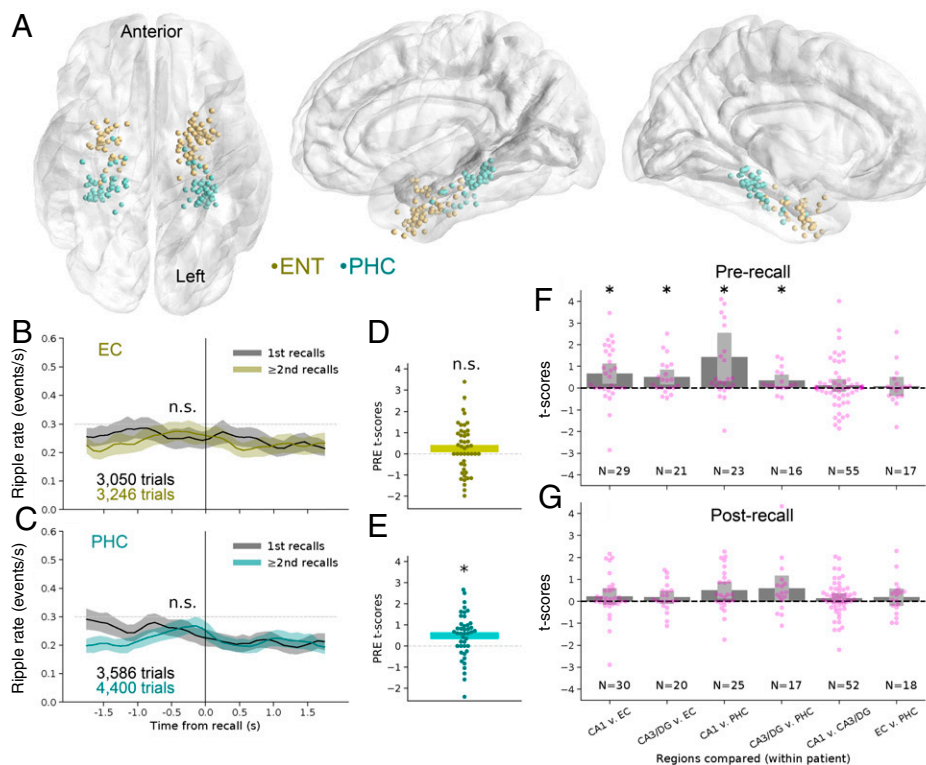 A
Anterior
Left
•ENT •PHC
B
EC
1st recalls
≥2nd recalls
n.s.
3,050 trials
3,246 trials
Ripple rate (events/s)
0.6
0.5
0.4
0.3
0.2
0.1
C
PHC
1st recalls
≥2nd recalls
n.s.
3,586 trials
4,400 trials
Ripple rate (events/s)
0.6
0.5
0.4
0.3
0.2
0.1
-1.5 -1.0 -0.5 0.0 0.5 1.0 1.5
Time from recall (s)
D
n.s.
PRE t-scores
4
3
2
1
0
−1
−2
E
*
PRE t-scores
4
3
2
1
0
−2
F
Pre-recall
* * * *
t-scores
4
3
2
1
0
−1
−2
−3
−4
N=29 N=21 N=23 N=16 N=55 N=17
G
Post-recall
t-scores
4
3
2
1
0
−1
−2
−3
−4
N=30 N=20 N=25 N=17 N=52 N=18
CA1 v. EC
CA3/DG v. EC
CA1 v. PHC
CA3/DG v. PHC
CA1 v. CA3/DG
EC v. PHC
Regions compared (within patient)